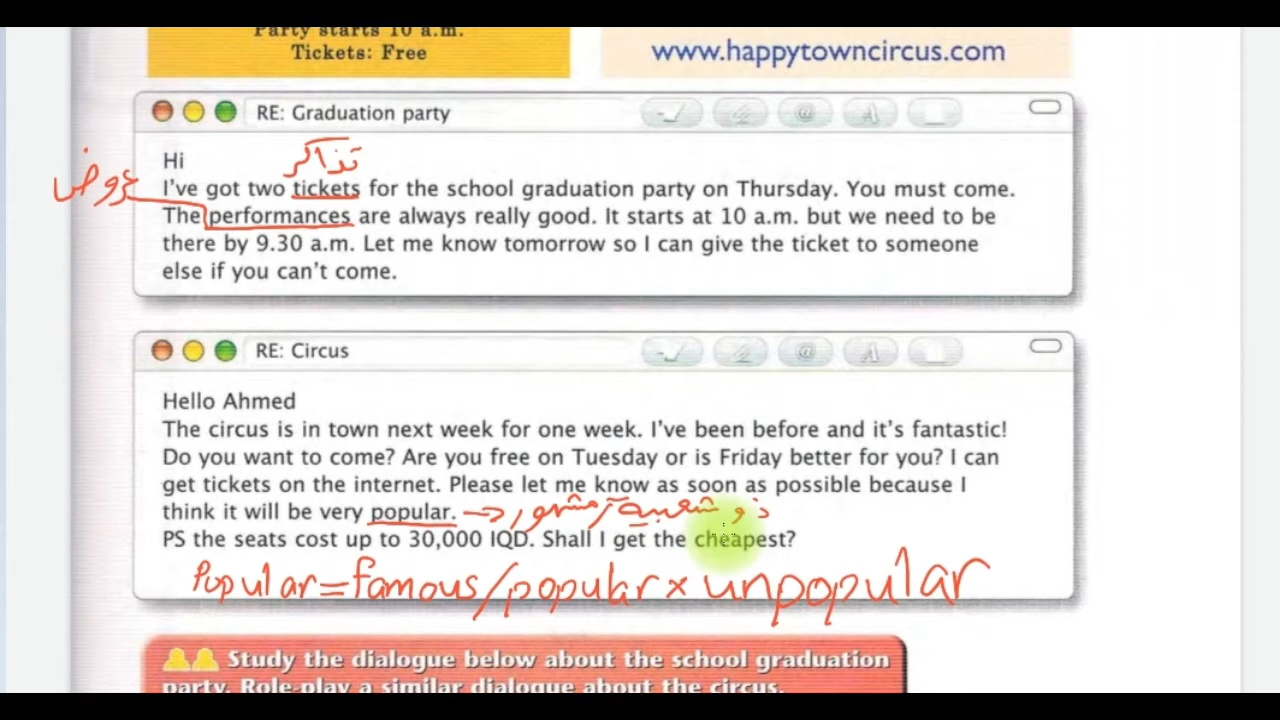 Party starts 10 a.m.
Tickets: Free
www.happytowncircus.com
RE: Graduation party
Hi
تذاكر
عروض
I've got two tickets for the school graduation party on Thursday. You must come.
The performances are always really good. It starts at 10 a.m. but we need to be
there by 9.30 a.m. Let me know tomorrow so I can give the ticket to someone
else if you can't come.
RE: Circus
Hello Ahmed
The circus is in town next week for one week. I've been before and it's fantastic!
Do you want to come? Are you free on Tuesday or is Friday better for you? I can
get tickets on the internet. Please let me know as soon as possible because I
think it will be very popular. → ذو شعبية
PS the seats cost up to 30,000 IQD. Shall I get the cheapest?
Popular = famous / popular × unpopular
Study the dialogue below about the school graduation
party. Role-play a similar dialogue about the circus.